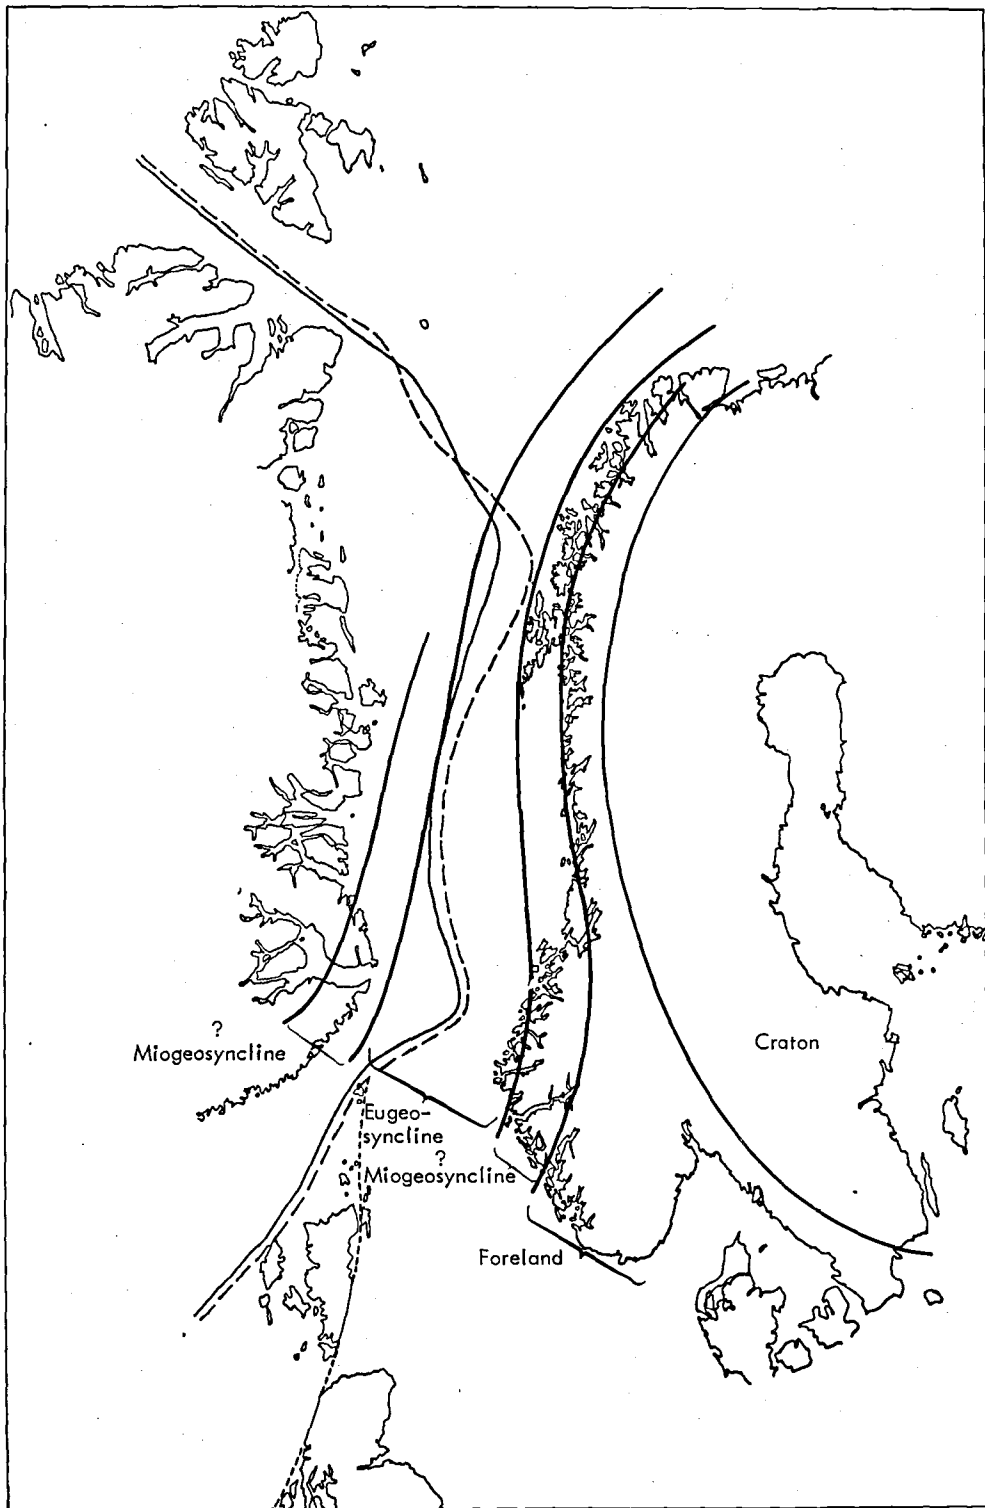 ?
Miogeosyncline
Craton
Eugeo-
syncline
?
Miogeosyncline
Foreland